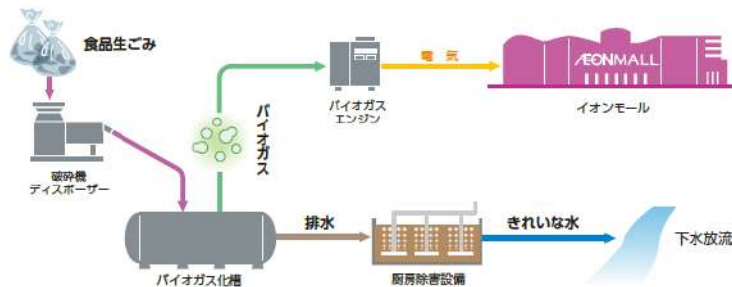 食品生ごみ
破砕機
ディスポーザー
バイオガス
バイオガス
エンジン
電気
ÆONMALL
イオンモール
バイオガス化槽
排水
厨房除害設備
きれいな水
下水放流